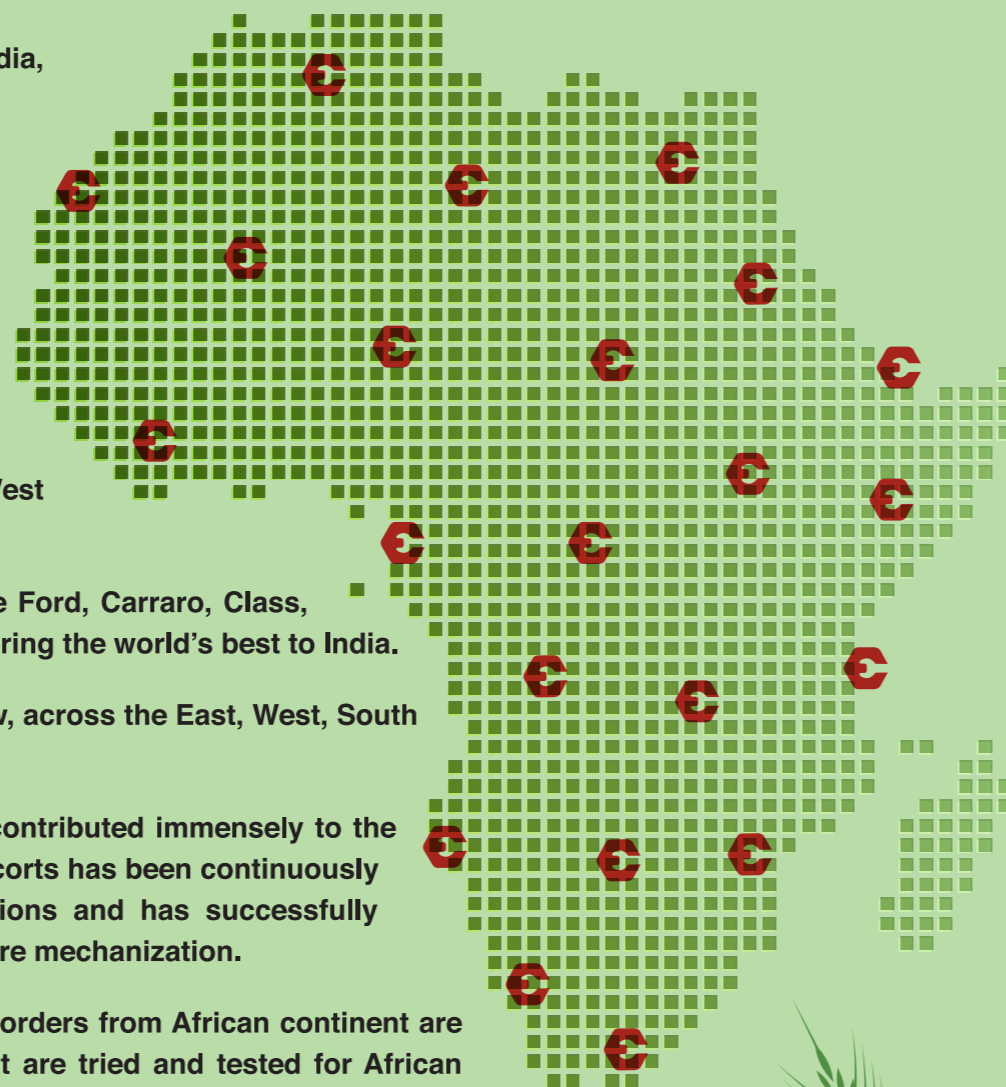 dia,
West
e Ford, Carraro, Class,
ring the world's best to India.
w, across the East, West, South
contributed immensely to the
corts has been continuously
ions and has successfully
re mechanization.
orders from African continent are
t are tried and tested for African